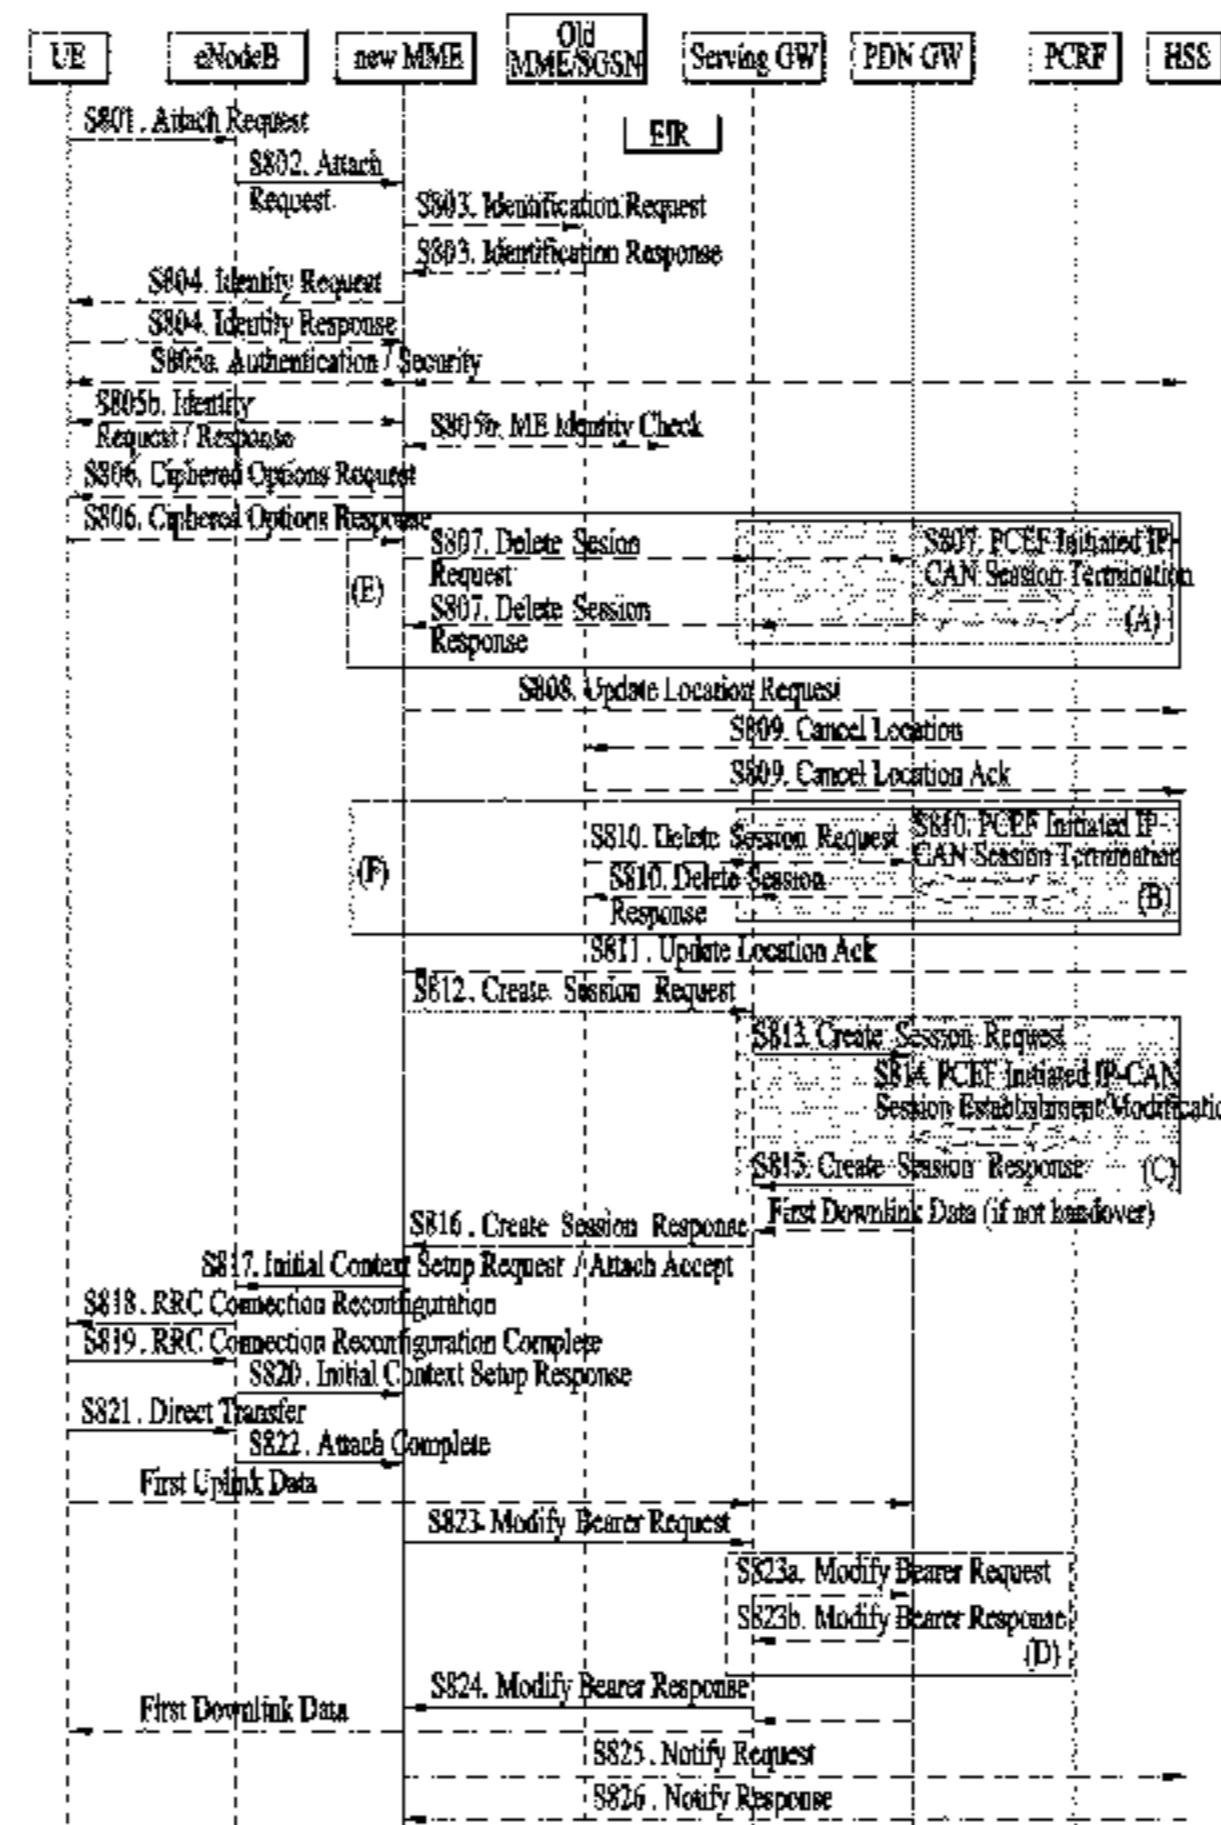 UE
eNodeB
new MME
Old
MME/SGSN
Serving GW
PDN GW
PCRF
HSS
EIR
S801. Attach Request
S802. Attach
Request
S803. Identification Request
S803. Identification Response
S804. Identity Request
S804. Identity Response
S805a. Authentication / Security
S805b. Identity
Request / Response
S805b. ME Identity Check
S806. Ciphered Options Request
S806. Ciphered Options Response
S807. Delete Sesion
Request
S807. PCEF Initiated IP-
CAN Session Termination
(E)
S807. Delete Session
Response
(A)
S808. Update Location Request
S809. Cancel Location
S809. Cancel Location Ack
S810. Delete Session Request
S810. PCEF Initiated IP-
CAN Session Termination
(F)
S810. Delete Session
Response
(B)
S811. Update Location Ack
S812. Create Session Request
S813. Create Session Request
S814. PCEF Initiated IP-CAN
Session Establishment/Modificatio
S815. Create Session Response
(C)
First Downlink Data (if not handover)
S816. Create Session Response
S817. Initial Context Setup Request / Attach Accept
S818. RRC Connection Reconfiguration
S819. RRC Connection Reconfiguration Complete
S820. Initial Context Setup Response
S821. Direct Transfer
S822. Attach Complete
First Uplink Data
S823. Modify Bearer Request
S823a. Modify Bearer Request
S823b. Modify Bearer Response
(D)
S824. Modify Bearer Response
First Downlink Data
S825. Notify Request
S826. Notify Response